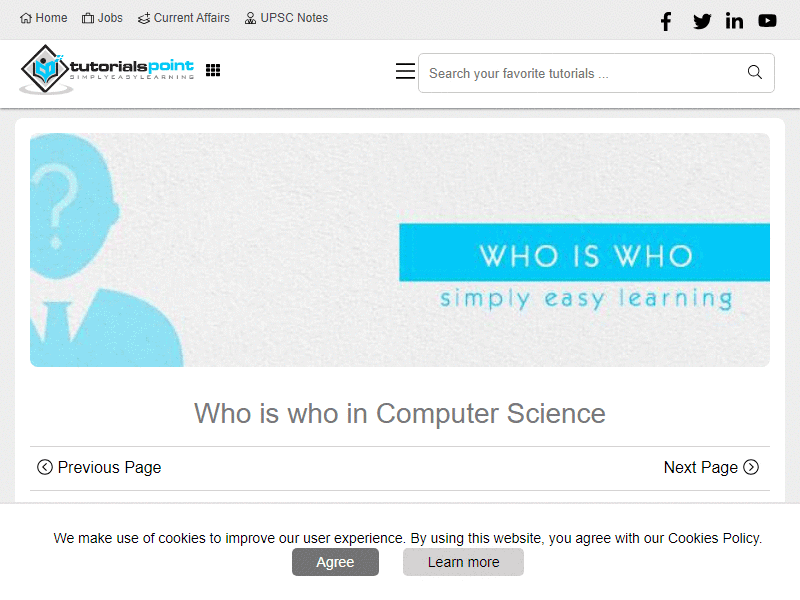 Home Jobs Current Affairs UPSC Notes
tutorialspoint
SIMPLYEASYLEARNING
Search your favorite tutorials ...
?
WHO IS WHO
simply easy learning
Who is who in Computer Science
Previous Page Next Page
We make use of cookies to improve our user experience. By using this website, you agree with our Cookies Policy.
Agree Learn more